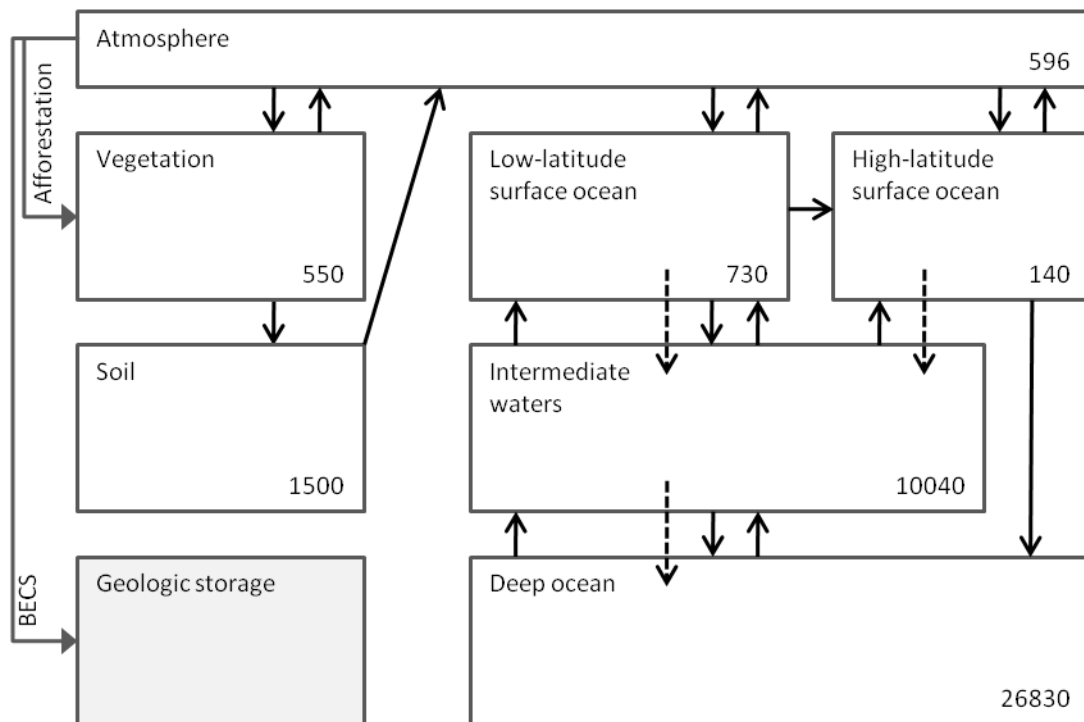 Atmosphere
596
Afforestation
Vegetation
550
Low-latitude
surface ocean
730
High-latitude
surface ocean
140
Soil
1500
Intermediate
waters
10040
BECS
Geologic storage
Deep ocean
26830